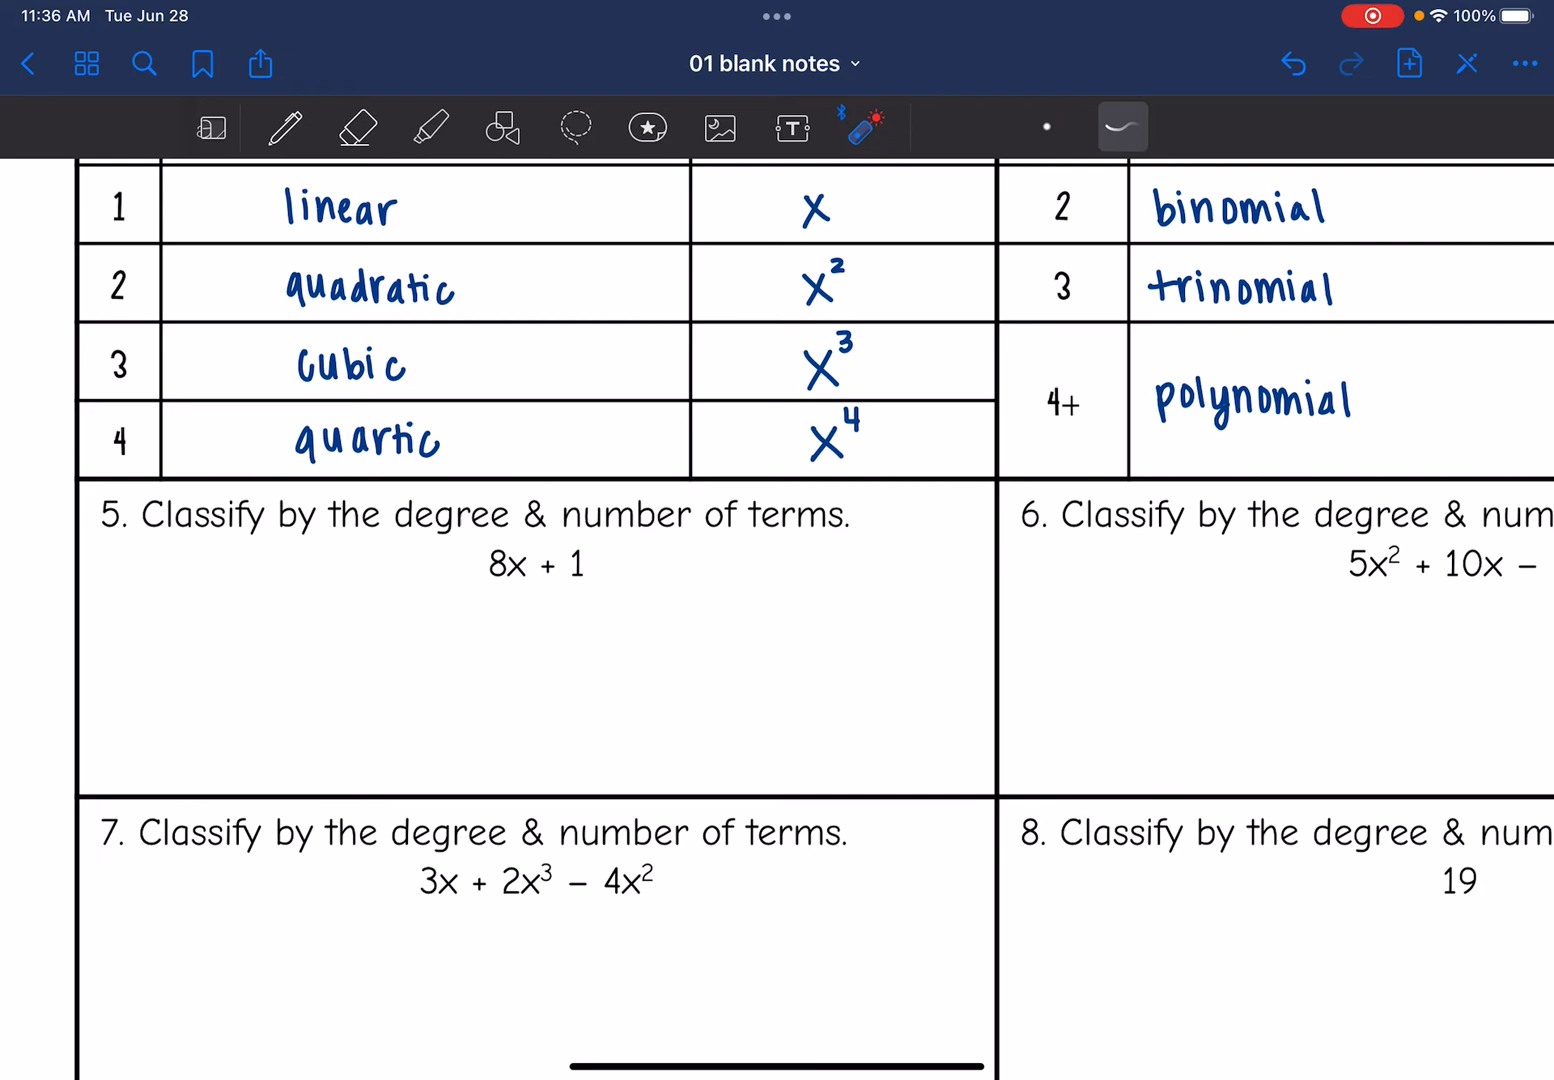 11:36 AM Tue Jun 28
100%
01 blank notes
T
1 linear x 2 binomial
2 quadratic x² 3 trinomial
3 cubic x³ 4+ polynomial
4 quartic x⁴
5. Classify by the degree & number of terms.
8x + 1
6. Classify by the degree & num
5x² + 10x –
7. Classify by the degree & number of terms.
3x + 2x³ – 4x²
8. Classify by the degree & num
19